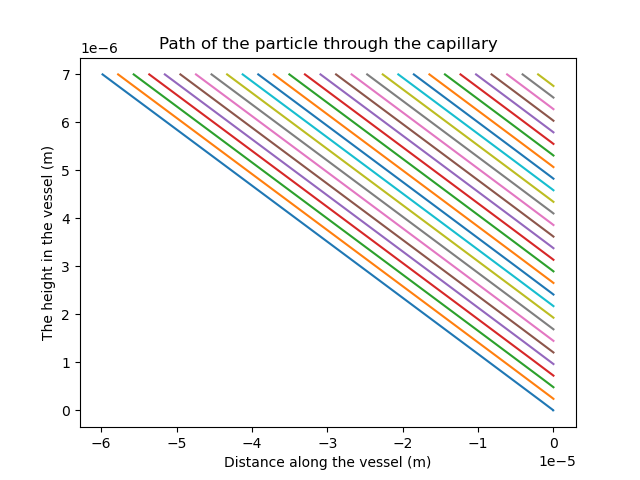 Path of the particle through the capillary
1e−6
7
6
5
4
3
2
1
0
The height in the vessel (m)
−6 −5 −4 −3 −2 −1 0
1e−5
Distance along the vessel (m)